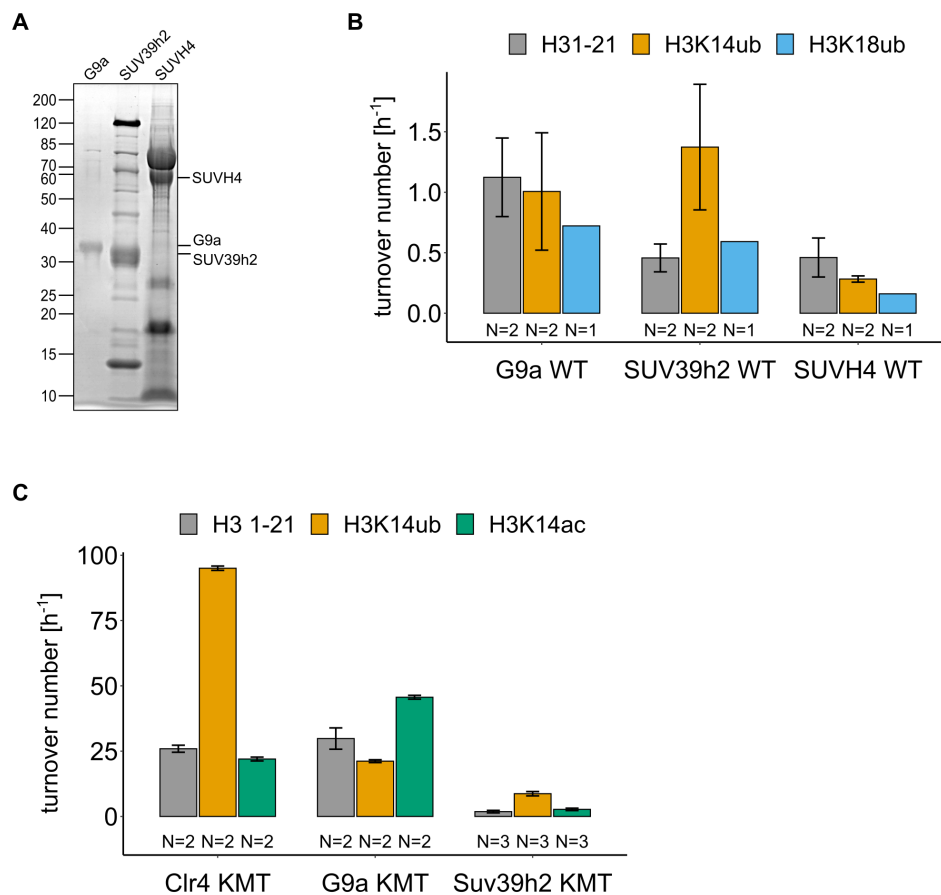 A
G9a
SUV39h2
SUVH4
200
120
85
70
60
50
40
30
25
20
15
10
SUVH4
G9a
SUV39h2
B
H31-21 H3K14ub H3K18ub
turnover number [h-1]
1.5
1.0
0.5
0.0
N=2 N=2 N=1 N=2 N=2 N=1 N=2 N=2 N=1
G9a WT SUV39h2 WT SUVH4 WT
C
H3 1-21 H3K14ub H3K14ac
turnover number [h-1]
100
75
50
25
0
N=2 N=2 N=2 N=2 N=2 N=2 N=3 N=3 N=3
Clr4 KMT G9a KMT Suv39h2 KMT